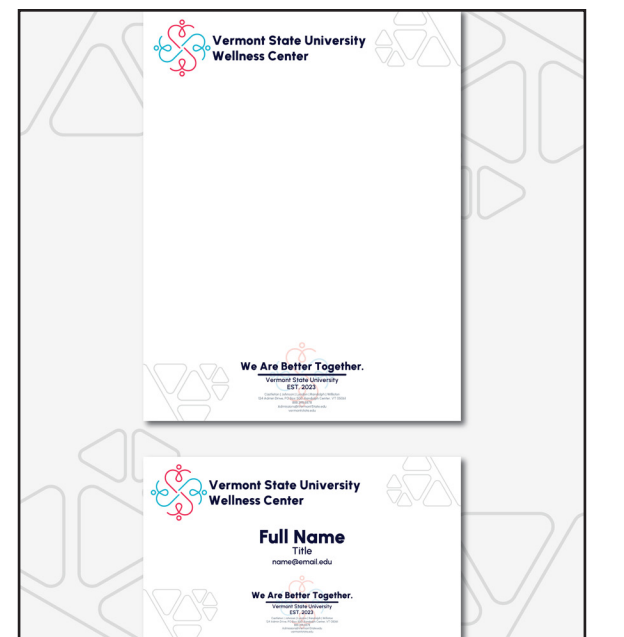 Vermont State University
Wellness Center
We Are Better Together.
Vermont State University
EST. 2023
Vermont State University
Wellness Center
Full Name
Title
name@email.edu
We Are Better Together.
Vermont State University
EST. 2023